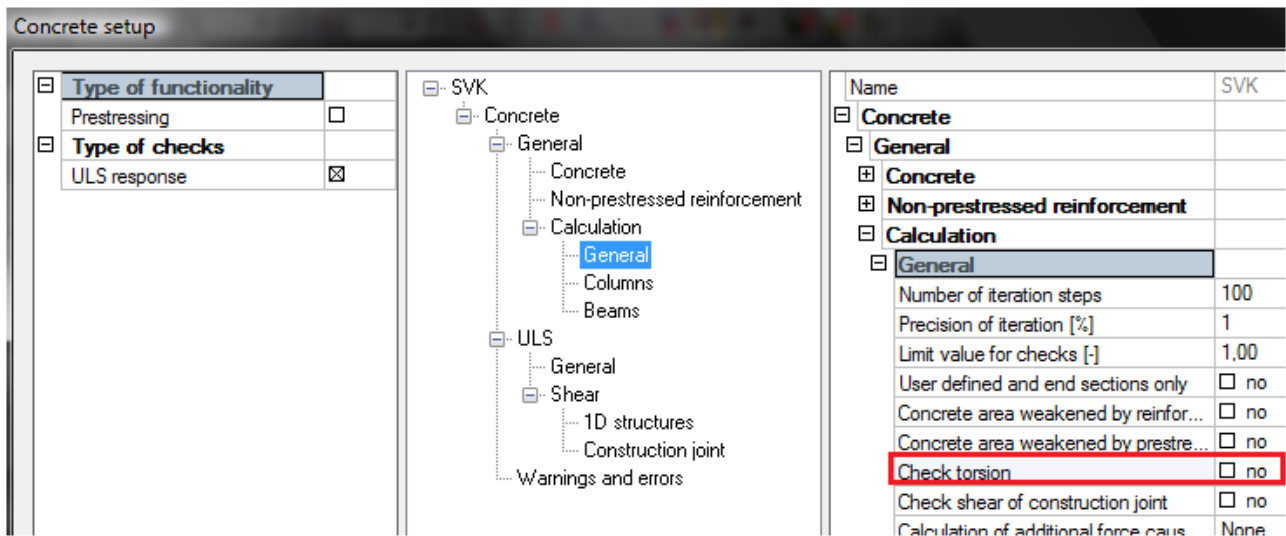 Concrete setup
Type of functionality
Prestressing
Type of checks
ULS response
SVK
Concrete
General
Concrete
Non-prestressed reinforcement
Calculation
General
Columns
Beams
ULS
General
Shear
1D structures
Construction joint
Warnings and errors
Name SVK
Concrete
General
Concrete
Non-prestressed reinforcement
Calculation
General
Number of iteration steps 100
Precision of iteration [%] 1
Limit value for checks [-] 1,00
User defined and end sections only no
Concrete area weakened by reinfor... no
Concrete area weakened by prestre... no
Check torsion no
Check shear of construction joint no
Calculation of additional force caus None